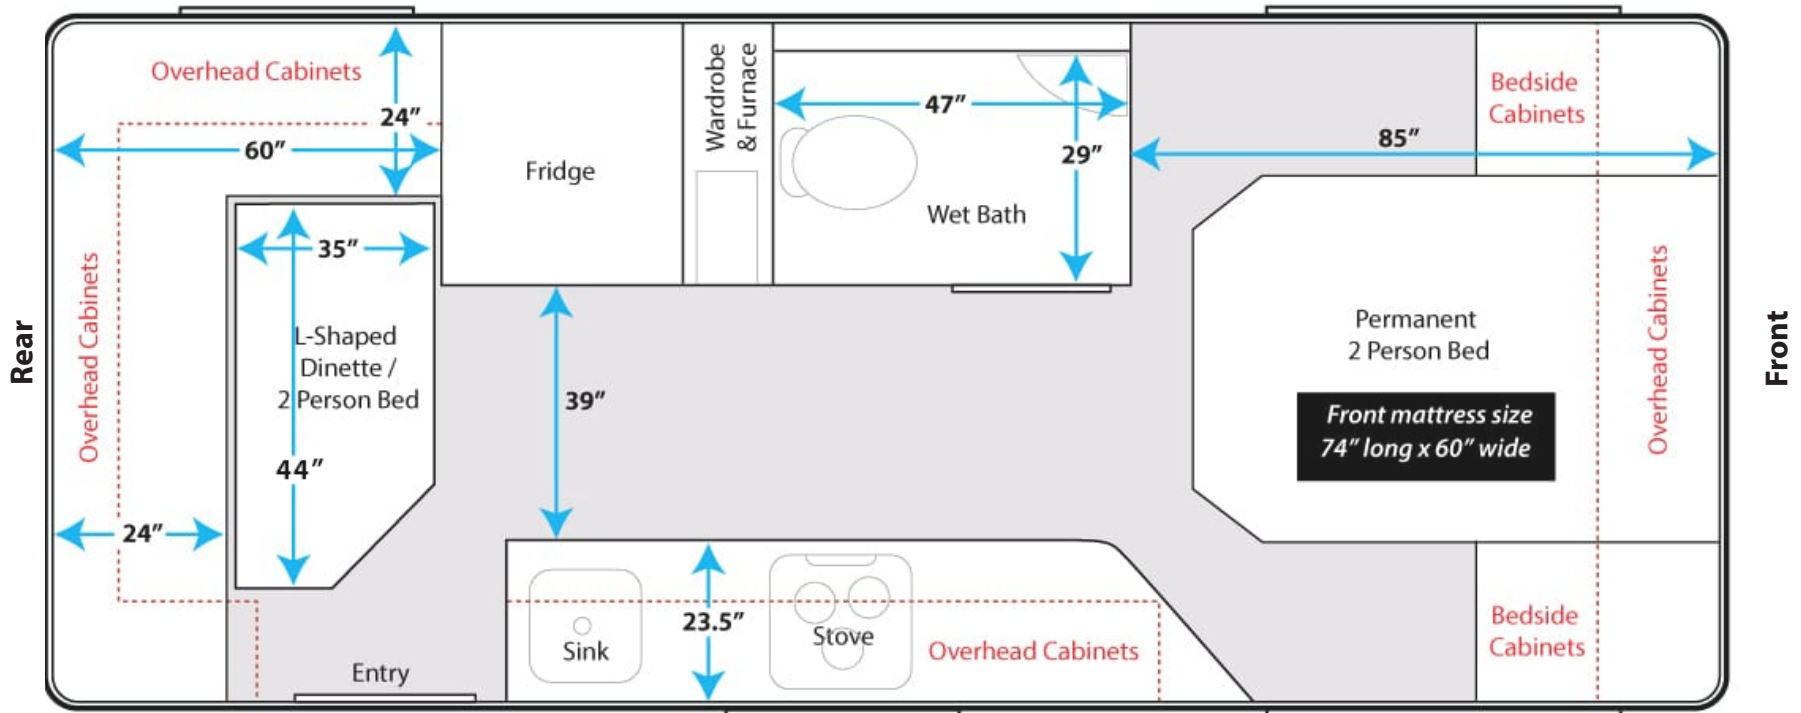 Overhead Cabinets
24”
60”
Wardrobe
& Furnace
47”
29”
85”
Bedside
Cabinets
Fridge
Wet Bath
35”
Overhead Cabinets
L-Shaped
Dinette /
2 Person Bed
44”
24”
39”
Rear
Front
Permanent
2 Person Bed
Front mattress size
74” long x 60” wide
Overhead Cabinets
23.5”
Sink
Stove
Overhead Cabinets
Bedside
Cabinets
Entry